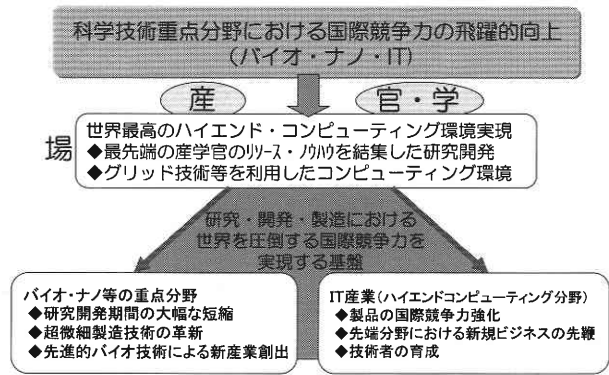 科学技術重点分野における国際競争力の飛躍的向上
(バイオ・ナノ・IT)
産
官・学
場
世界最高のハイエンド・コンピューティング環境実現
◆最先端の産学官のﾘｿｰｽ・ﾉｳﾊｳを結集した研究開発
◆グリッド技術等を利用したコンピューティング環境
研究・開発・製造における
世界を圧倒する国際競争力を
実現する基盤
バイオ・ナノ等の重点分野
◆研究開発期間の大幅な短縮
◆超微細製造技術の革新
◆先進的バイオ技術による新産業創出
IT産業(ハイエンドコンピューティング分野)
◆製品の国際競争力強化
◆先端分野における新規ビジネスの先鞭
◆技術者の育成